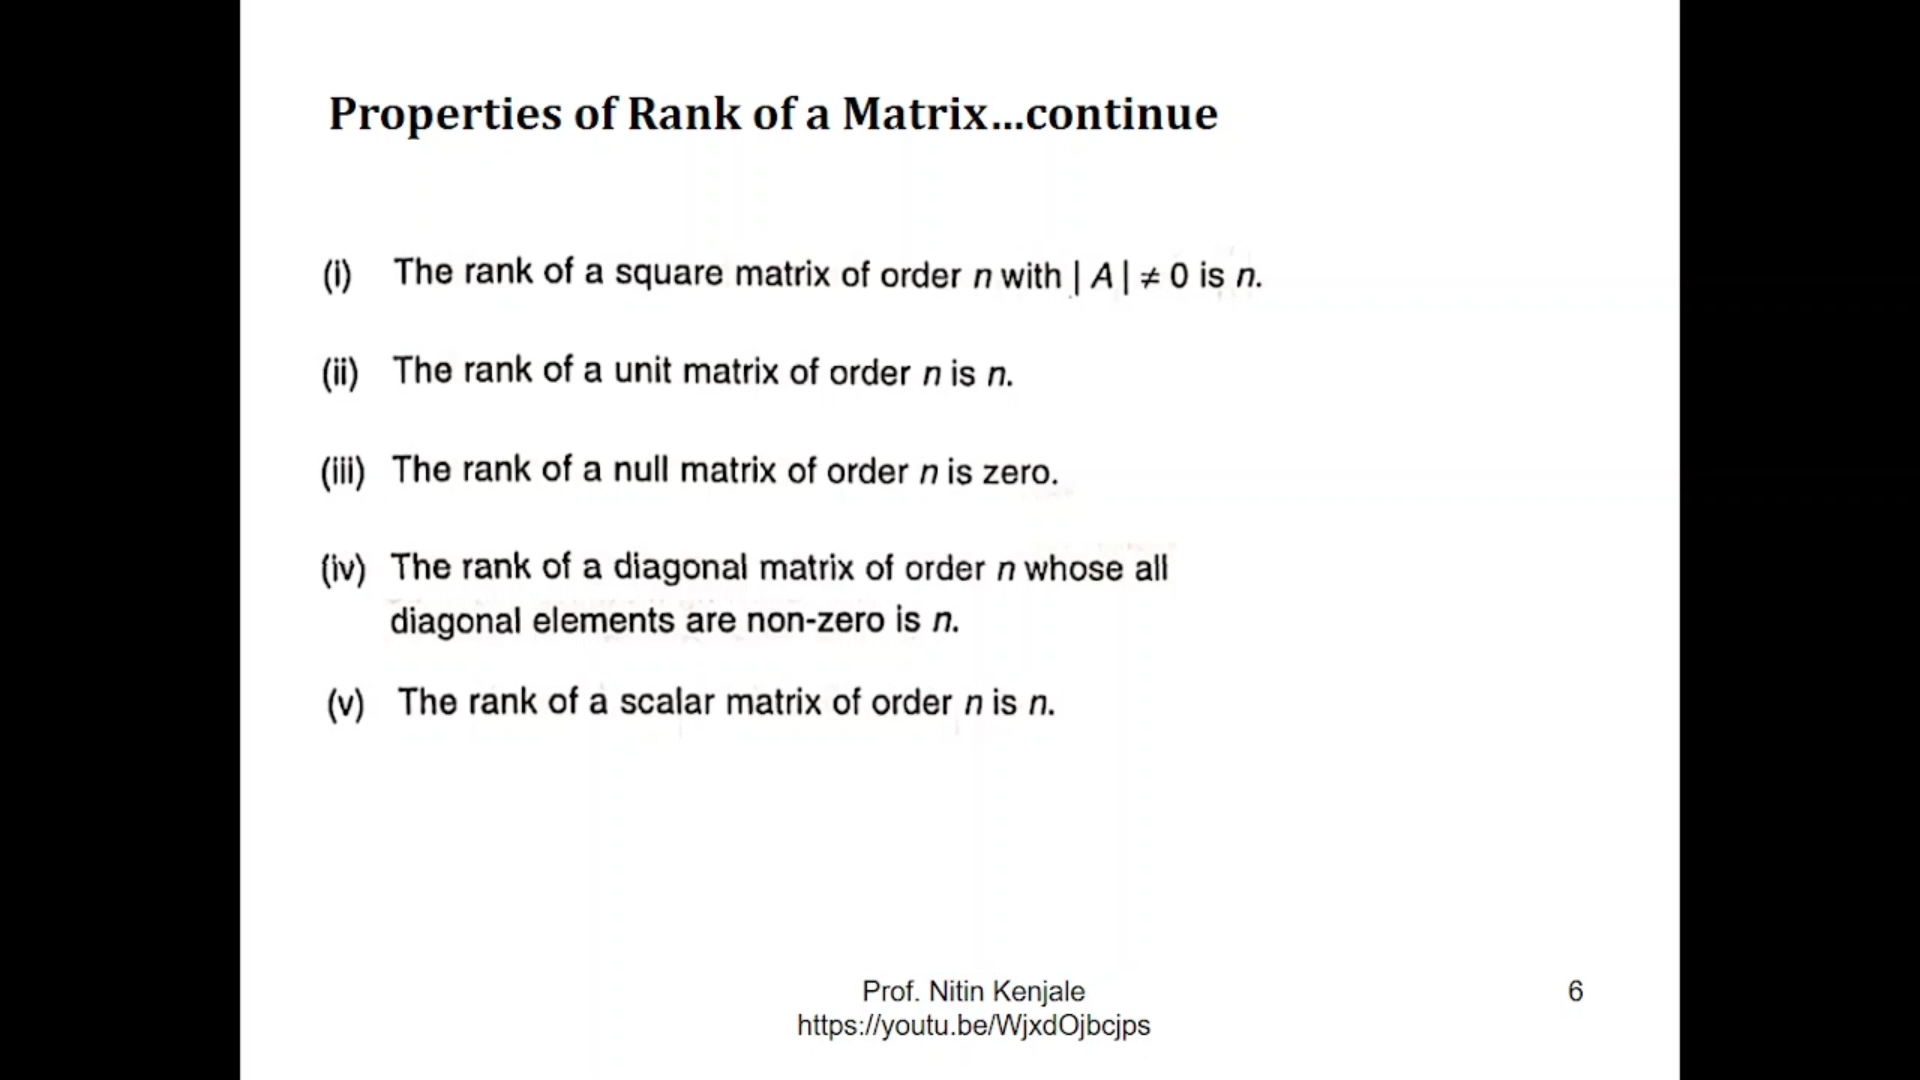 Properties of Rank of a Matrix...continue
(i) The rank of a square matrix of order n with | A | ≠ 0 is n.
(ii) The rank of a unit matrix of order n is n.
(iii) The rank of a null matrix of order n is zero.
(iv) The rank of a diagonal matrix of order n whose all
diagonal elements are non-zero is n.
(v) The rank of a scalar matrix of order n is n.
Prof. Nitin Kenjale
https://youtu.be/WjxdOjbcjps
6